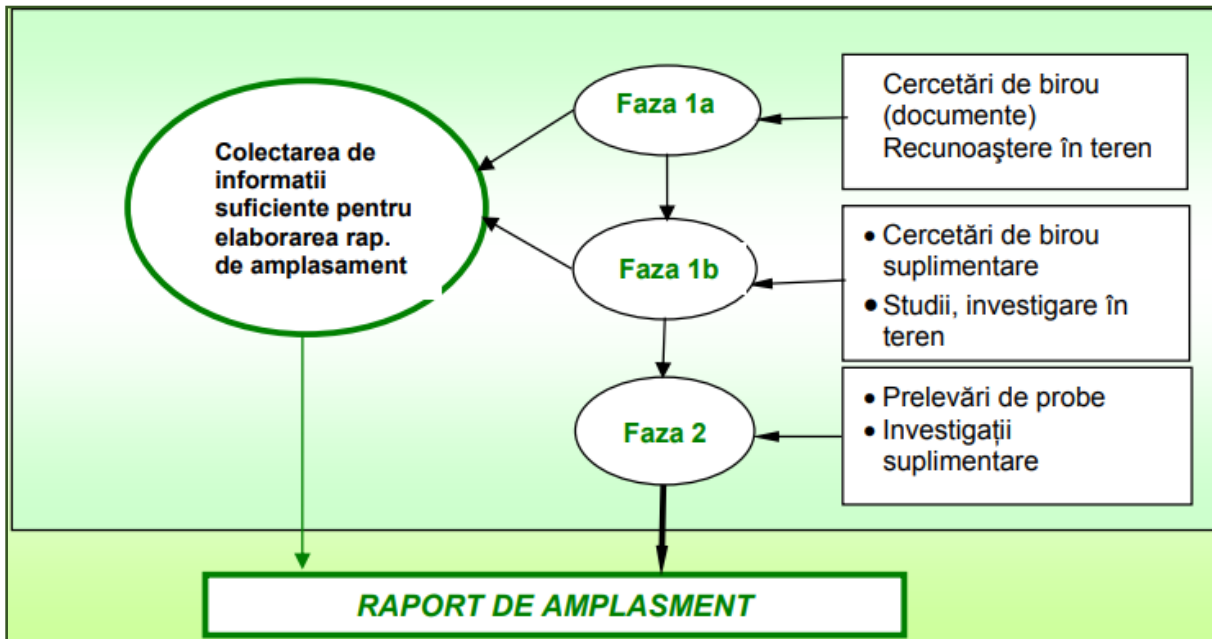 Colectarea de
informatii
suficiente pentru
elaborarea rap.
de amplasament
Faza 1a
Cercetări de birou
(documente)
Recunoaştere în teren
Faza 1b
• Cercetări de birou
suplimentare
• Studii, investigare în
teren
Faza 2
• Prelevări de probe
• Investigații
suplimentare
RAPORT DE AMPLASMENT